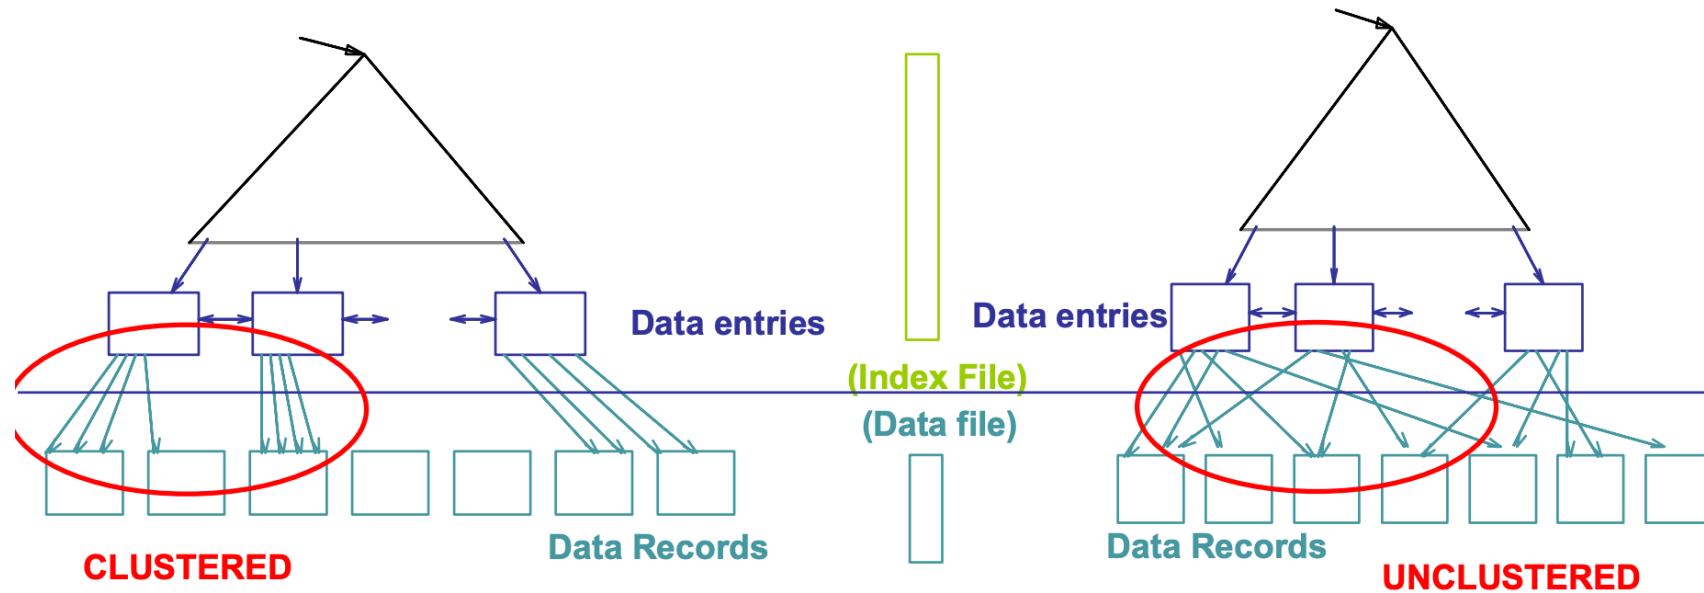 Data entries
Data entries
(Index File)
(Data file)
Data Records
Data Records
CLUSTERED
UNCLUSTERED